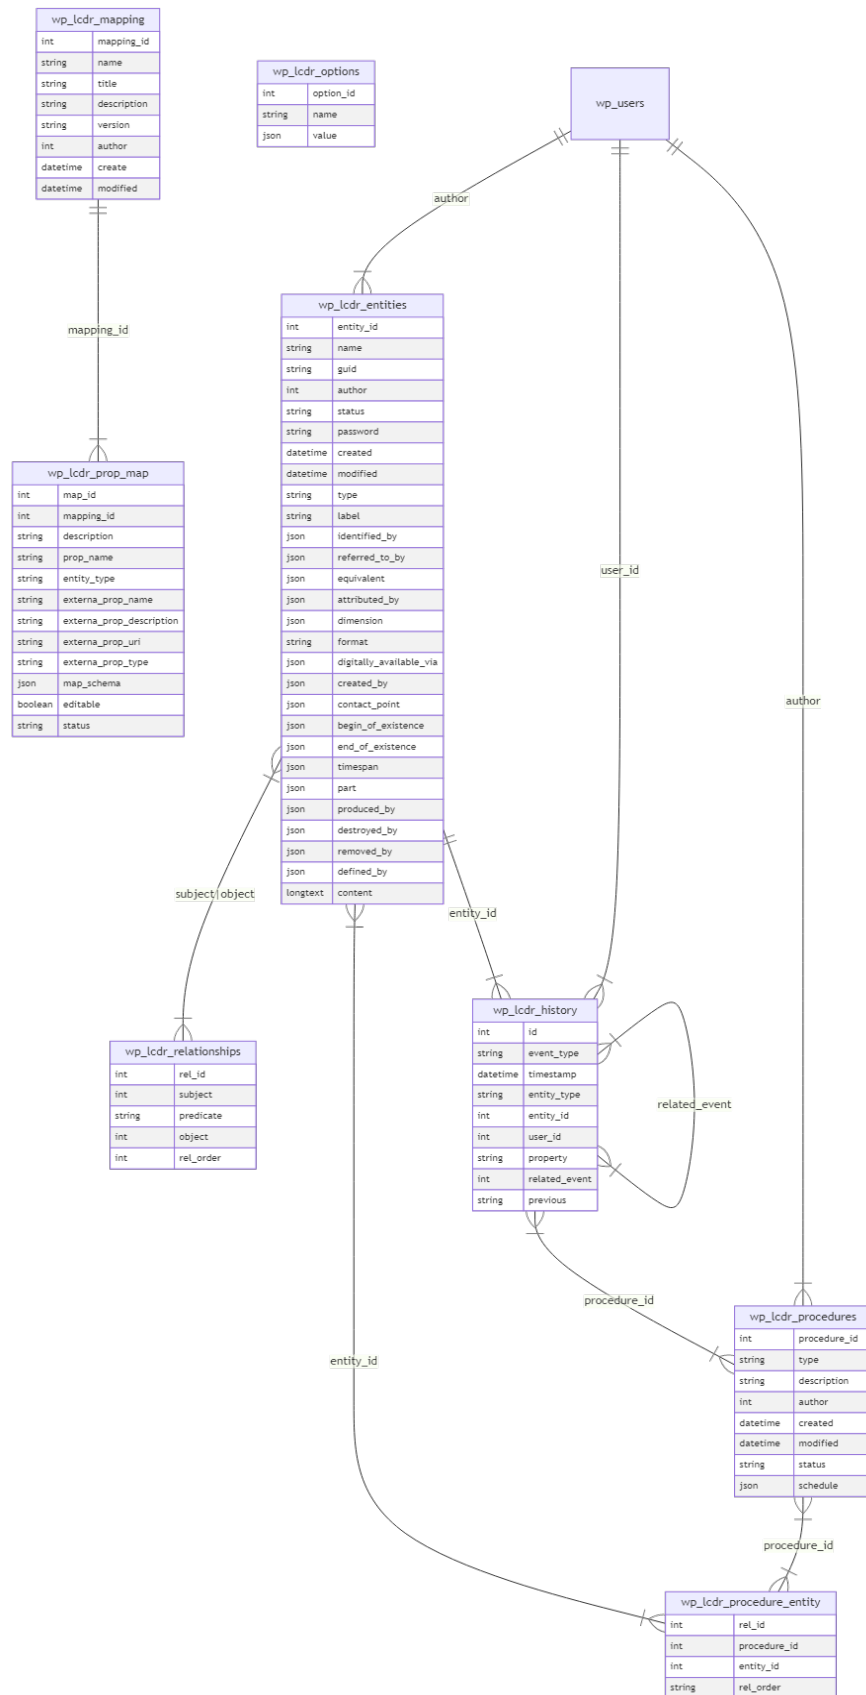 wp_lcdr_mapping
int mapping_id
string name
string title
string description
string version
int author
datetime create
datetime modified
wp_lcdr_options
int option_id
string name
json value
wp_users
author
mapping_id
user_id
author
wp_lcdr_entities
int entity_id
string name
string guid
int author
string status
string password
datetime created
datetime modified
string type
string label
json identified_by
json referred_to_by
json equivalent
json attributed_by
json dimension
string format
json digitally_available_via
json created_by
json contact_point
json begin_of_existence
json end_of_existence
json timespan
json part
json produced_by
json destroyed_by
json removed_by
json defined_by
longtext content
wp_lcdr_prop_map
int map_id
int mapping_id
string description
string prop_name
string entity_type
string externa_prop_name
string externa_prop_description
string externa_prop_uri
string externa_prop_type
json map_schema
boolean editable
string status
subject|object
entity_id
wp_lcdr_relationships
int rel_id
int subject
string predicate
int object
int rel_order
wp_lcdr_history
int id
string event_type
datetime timestamp
string entity_type
int entity_id
int user_id
string property
int related_event
string previous
related_event
procedure_id
entity_id
wp_lcdr_procedures
int procedure_id
string type
string description
int author
datetime created
datetime modified
string status
json schedule
procedure_id
wp_lcdr_procedure_entity
int rel_id
int procedure_id
int entity_id
string rel_order